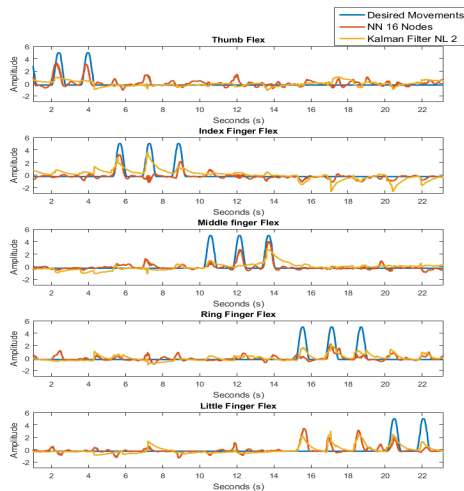 Desired Movements
NN 16 Nodes
Kalman Filter NL 2
Thumb Flex
Amplitude
6
4
2
0
-2
2 4 6 8 10 12 14 16 18 20 22
Seconds (s)
Index Finger Flex
Amplitude
6
4
2
0
-2
2 4 6 8 10 12 14 16 18 20 22
Seconds (s)
Middle finger Flex
Amplitude
6
4
2
0
-2
2 4 6 8 10 12 14 16 18 20 22
Seconds (s)
Ring Finger Flex
Amplitude
6
4
2
0
-2
2 4 6 8 10 12 14 16 18 20 22
Seconds (s)
Little Finger Flex
Amplitude
6
4
2
0
-2
2 4 6 8 10 12 14 16 18 20 22
Seconds (s)